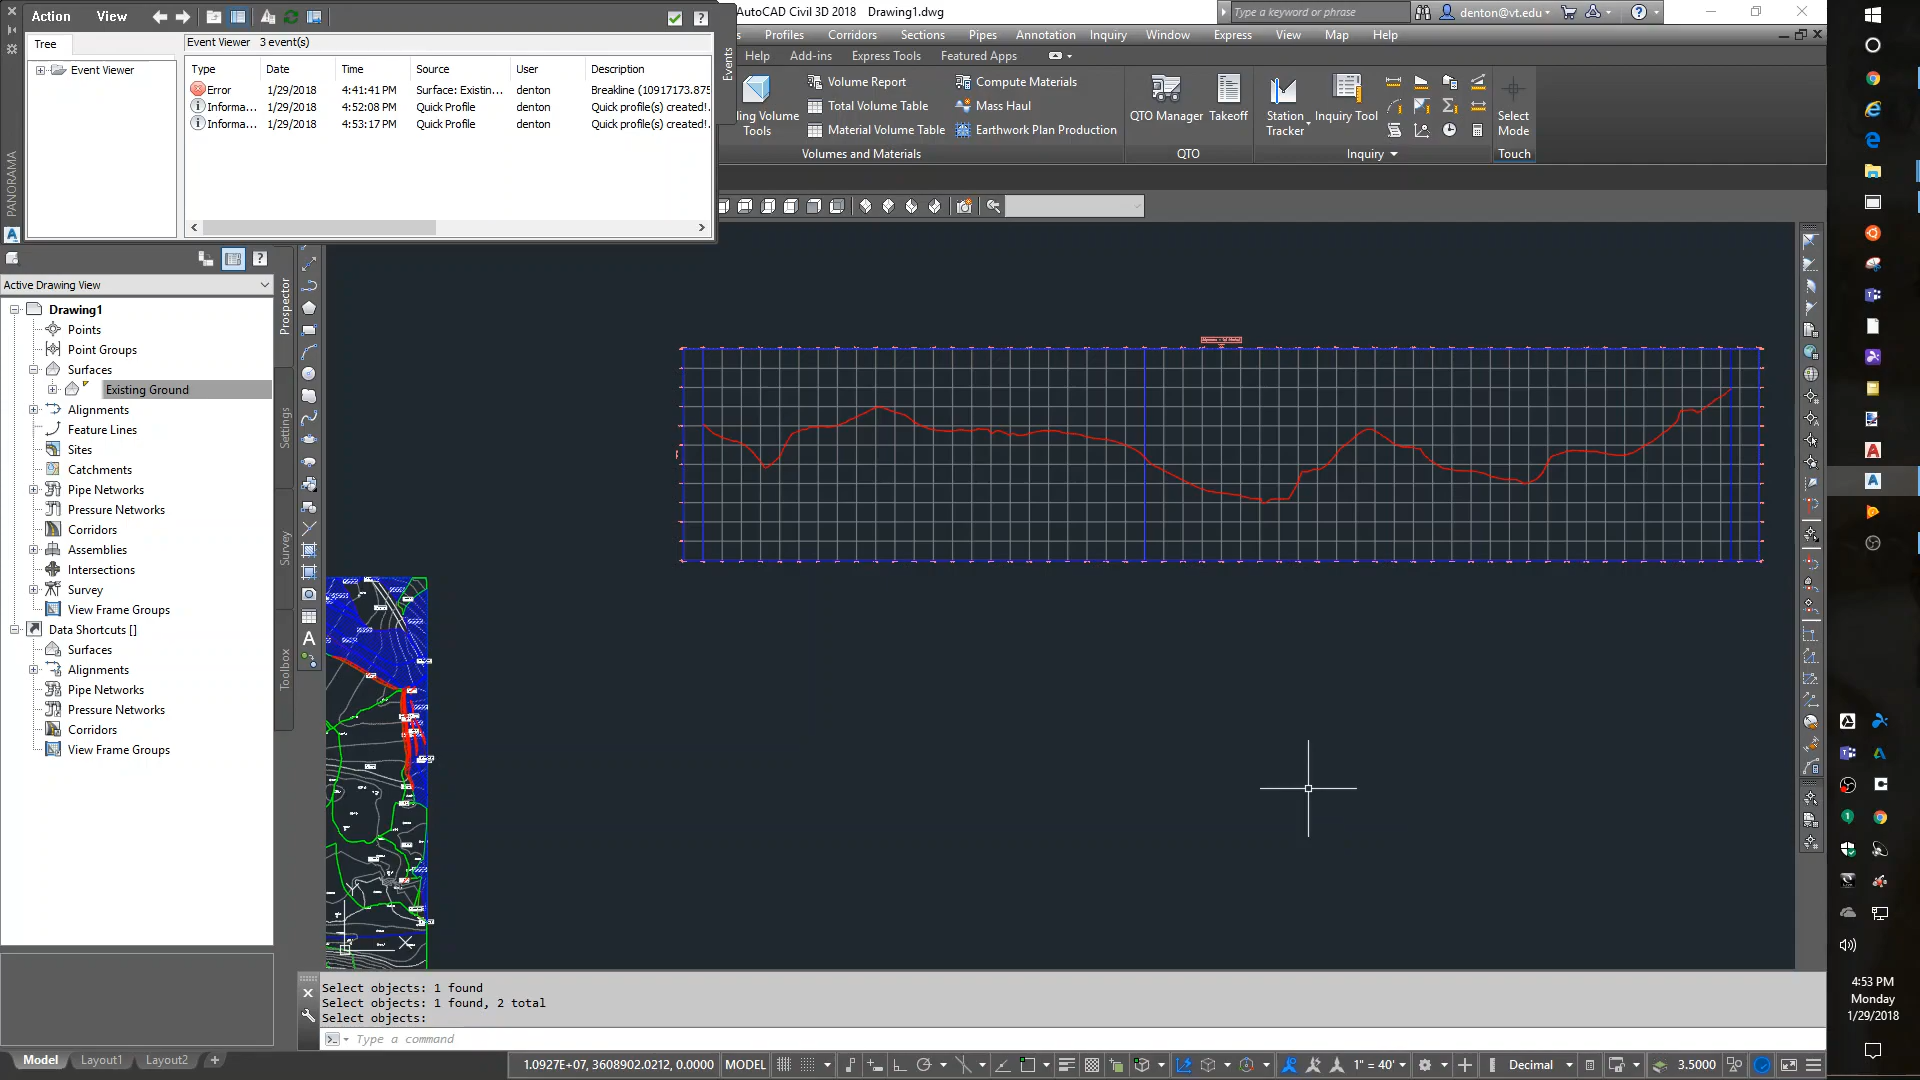 Action View
AutoCAD Civil 3D 2018 Drawing1.dwg
Type a keyword or phrase
denton@vt.edu
Tree
Event Viewer 3 event(s)
Profiles Corridors Sections Pipes Annotation Inquiry Window Express View Map Help
Help Add-ins Express Tools Featured Apps
Events
Event Viewer
Type Date Time Source User Description
Error 1/29/2018 4:41:41 PM Surface: Existin... denton Breakline (10917173.875
Informa... 1/29/2018 4:52:08 PM Quick Profile denton Quick profile(s) created!.
Informa... 1/29/2018 4:53:17 PM Quick Profile denton Quick profile(s) created!.
PANORAMA
Volume Report
Total Volume Table
Material Volume Table
Compute Materials
Mass Haul
Earthwork Plan Production
ling Volume
Tools
QTO Manager Takeoff
Station
Tracker
Inquiry Tool
Select
Mode
Volumes and Materials QTO Inquiry Touch
Active Drawing View
Drawing1
Points
Point Groups
Surfaces
Existing Ground
Alignments
Feature Lines
Sites
Catchments
Pipe Networks
Pressure Networks
Corridors
Assemblies
Intersections
Survey
View Frame Groups
Data Shortcuts []
Surfaces
Alignments
Pipe Networks
Pressure Networks
Corridors
View Frame Groups
Prospector
Settings
Survey
Toolbox
Select objects: 1 found
Select objects: 1 found, 2 total
Select objects:
Type a command
Model Layout1 Layout2 +
1.0927E+07, 3608902.0212, 0.0000 MODEL
1" = 40'
Decimal
3.5000
4:53 PM
Monday
1/29/2018